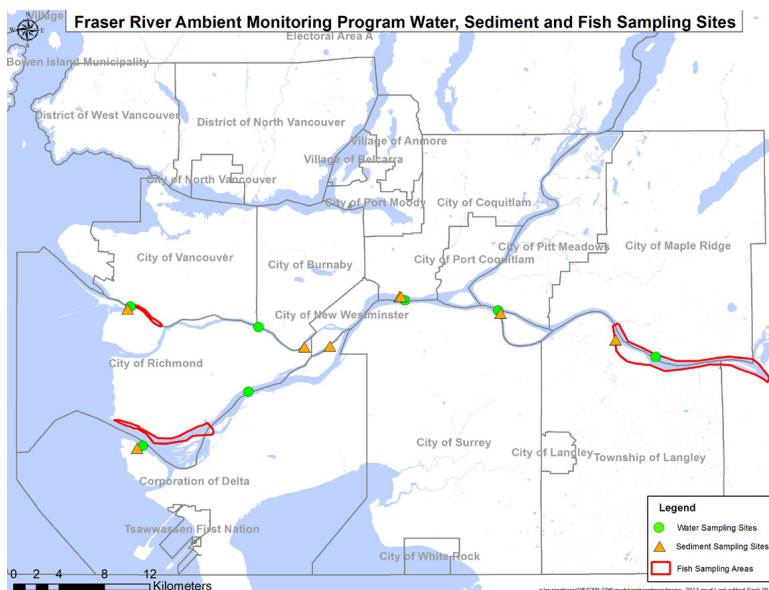 Fraser River Ambient Monitoring Program Water, Sediment and Fish Sampling Sites
Village
Electoral Area A
Bowen Island Municipality
District of West Vancouver
District of North Vancouver
Village of Anmore
Village of Belcarra
City of North Vancouver
City of Port Moody
City of Coquitlam
City of Pitt Meadows
City of Maple Ridge
City of Vancouver
City of Burnaby
City of Port Coquitlam
City of New Westminster
City of Richmond
City of Surrey
City of Langley
Township of Langley
Corporation of Delta
Tsawwassen First Nation
City of White Rock
Legend
Water Sampling Sites
Sediment Sampling Sites
Fish Sampling Areas
0 2 4 8 12
Kilometers